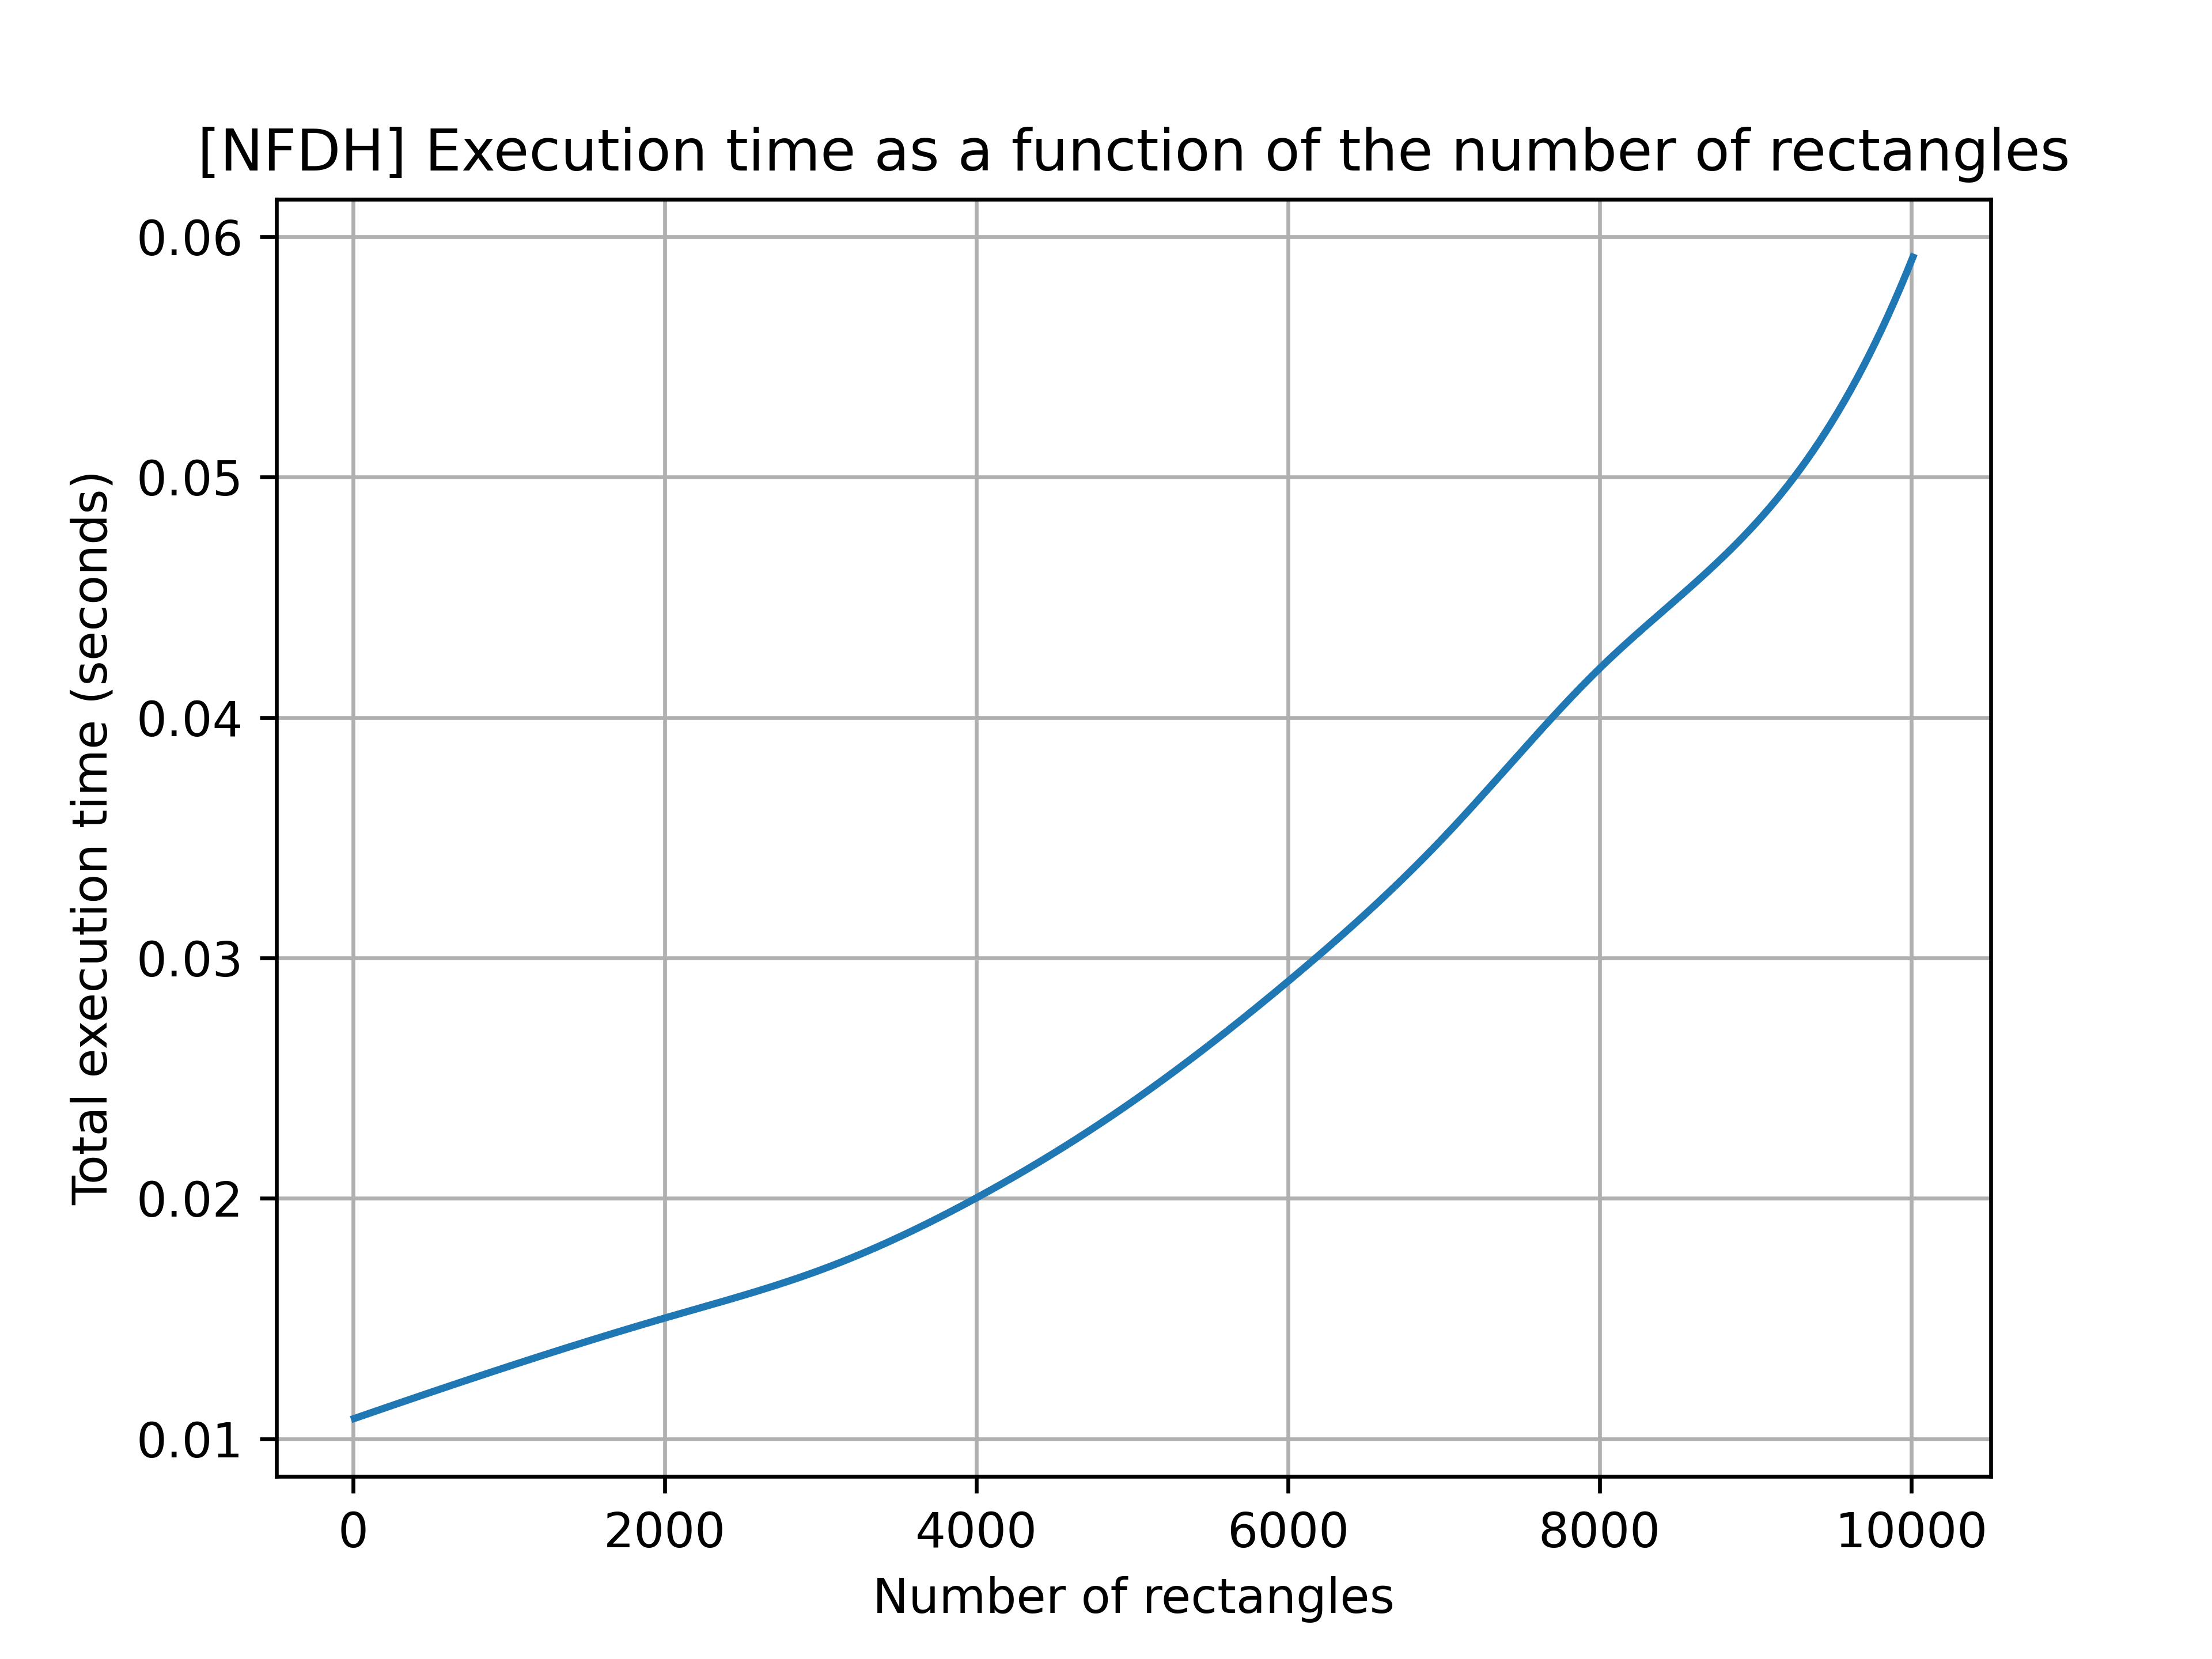 [NFDH] Execution time as a function of the number of rectangles
Total execution time (seconds)
0.06
0.05
0.04
0.03
0.02
0.01
0 2000 4000 6000 8000 10000
Number of rectangles